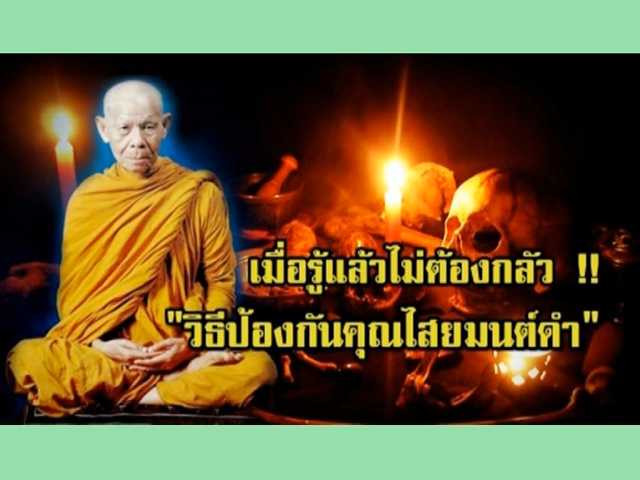 เมื่อรู้แล้วไม่ต้องกลัว !!
"วิธีป้องกันคุณไสยมนต์ดำ"